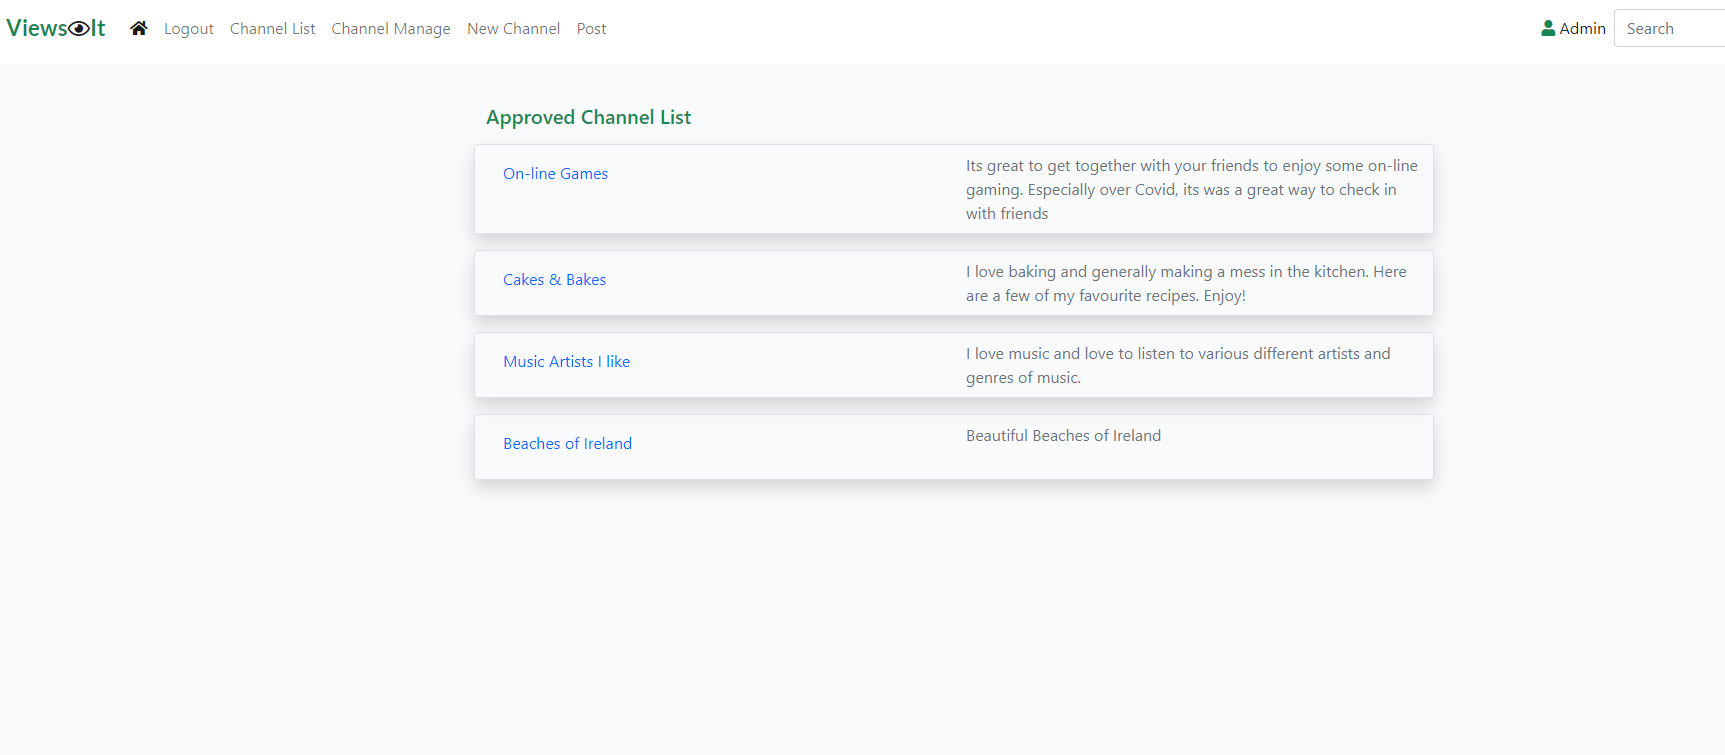 Views It Logout Channel List Channel Manage New Channel Post Admin Search
Approved Channel List
On-line Games
Its great to get together with your friends to enjoy some on-line
gaming. Especially over Covid, its was a great way to check in
with friends
Cakes & Bakes
I love baking and generally making a mess in the kitchen. Here
are a few of my favourite recipes. Enjoy!
Music Artists I like
I love music and love to listen to various different artists and
genres of music.
Beaches of Ireland
Beautiful Beaches of Ireland